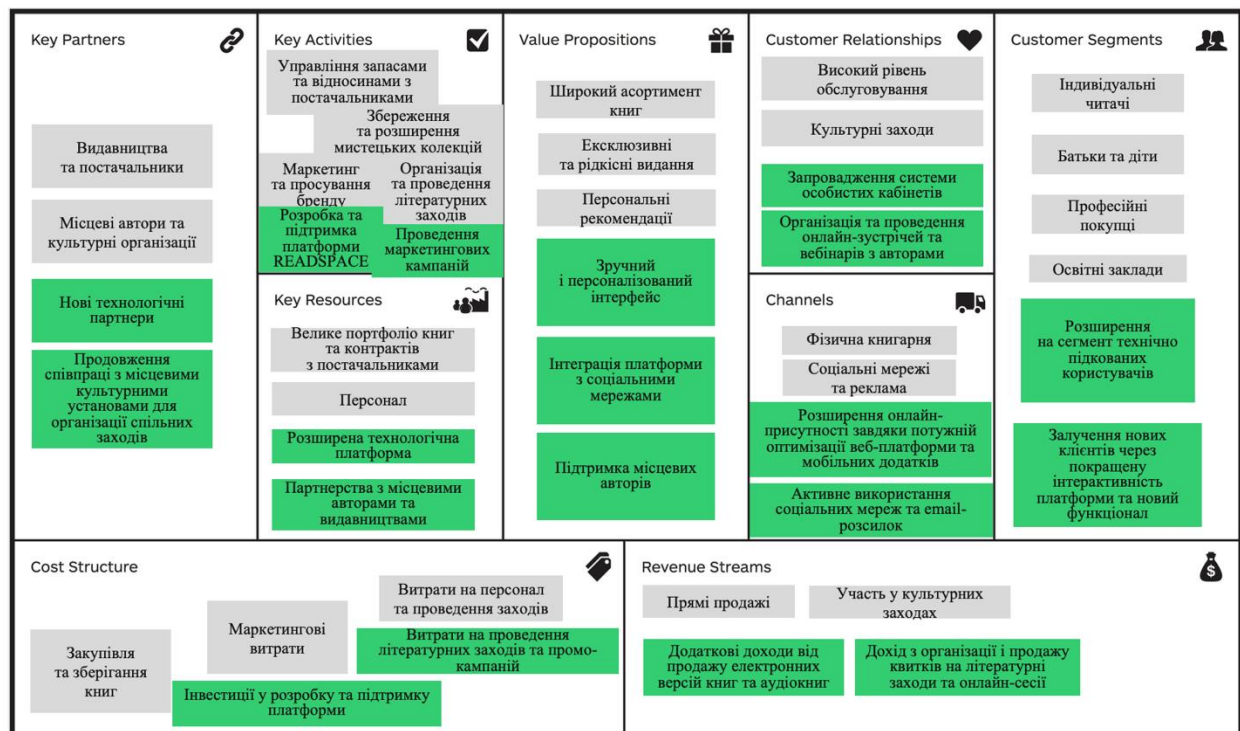 Key Partners
Видавництва
та постачальники
Місцеві автори та
культурні організації
Нові технологічні
партнери
Продовження
співпраці з місцевими
культурними
установами для
організації спільних
заходів
Key Activities
Управління запасами
та відносинами з
постачальниками
Збереження
та розширення
мистецьких колекцій
Маркетинг
та просування
бренду
Організація
та проведення
літературних
заходів
Розробка та
підтримка
платформи
READSPACE
Проведення
маркетингових
кампаній
Key Resources
Велике портфоліо книг
та контрактів
з постачальниками
Персонал
Розширена технологічна
платформа
Партнерства з місцевими
авторами та
видавництвами
Value Propositions
Широкий асортимент
книг
Ексклюзивні
та рідкісні видання
Персональні
рекомендації
Зручний
і персоналізований
інтерфейс
Інтеграція платформи
з соціальними
мережами
Підтримка місцевих
авторів
Customer Relationships
Високий рівень
обслуговування
Культурні заходи
Запровадження системи
особистих кабінетів
Організація та проведення
онлайн-зустрічей та
вебінарів з авторами
Channels
Фізична книгарня
Соціальні мережі
та реклама
Розширення онлайн-
присутності завдяки потужній
оптимізації веб-платформи та
мобільних додатків
Активне використання
соціальних мереж та email-
розсилок
Customer Segments
Індивідуальні
читачі
Батьки та діти
Професійні
покупці
Освітні заклади
Розширення
на сегмент технічно
підкованих
користувачів
Залучення нових
клієнтів через
покращену
інтерактивність
платформи та новий
функціонал
Cost Structure
Закупівля
та зберігання
книг
Маркетингові
витрати
Витрати на персонал
та проведення заходів
Витрати на проведення
літературних заходів та промо-
кампаній
Інвестиції у розробку та підтримку
платформи
Revenue Streams
Прямі продажі
Участь у культурних
заходах
Додаткові доходи від
продажу електронних
версій книг та аудіокниг
Дохід з організації і продажу
квитків на літературні
заходи та онлайн-сесії